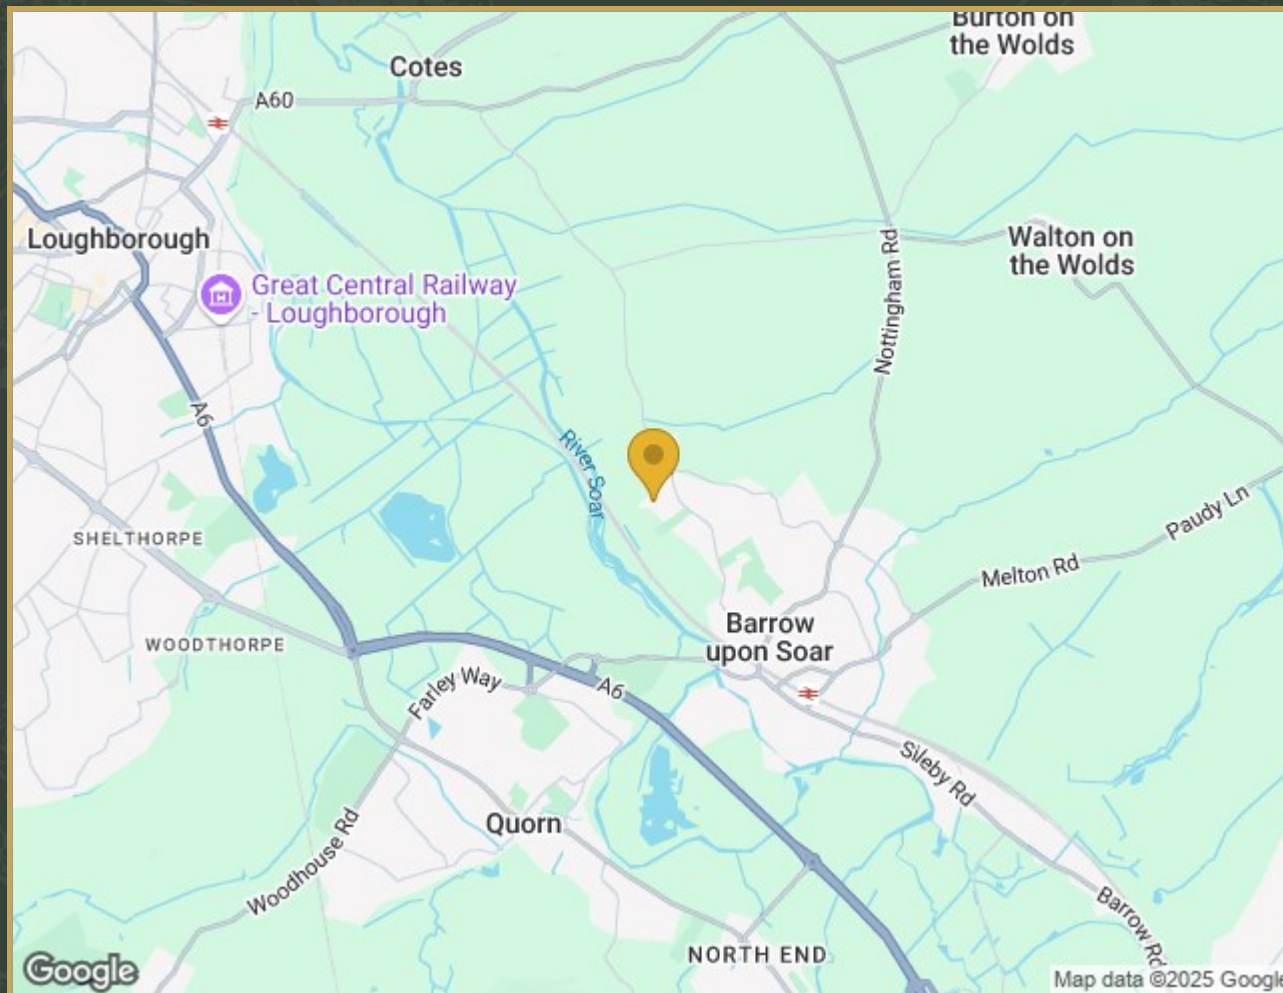 Burton on
the Wolds
Cotes
A60
Loughborough
Great Central Railway
- Loughborough
Nottingham Rd
Walton on
the Wolds
A6
River Soar
SHELTHORPE
Paudy Ln
Melton Rd
WOODTHORPE
Barrow
upon Soar
Farley Way
A6
Sileby Rd
Quorn
Woodhouse Rd
Barrow Rd
NORTH END
Google
Map data ©2025 Google